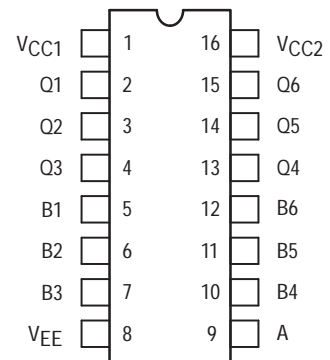 VCC1 1 16 VCC2
Q1 2 15 Q6
Q2 3 14 Q5
Q3 4 13 Q4
B1 5 12 B6
B2 6 11 B5
B3 7 10 B4
VEE 8 9 A